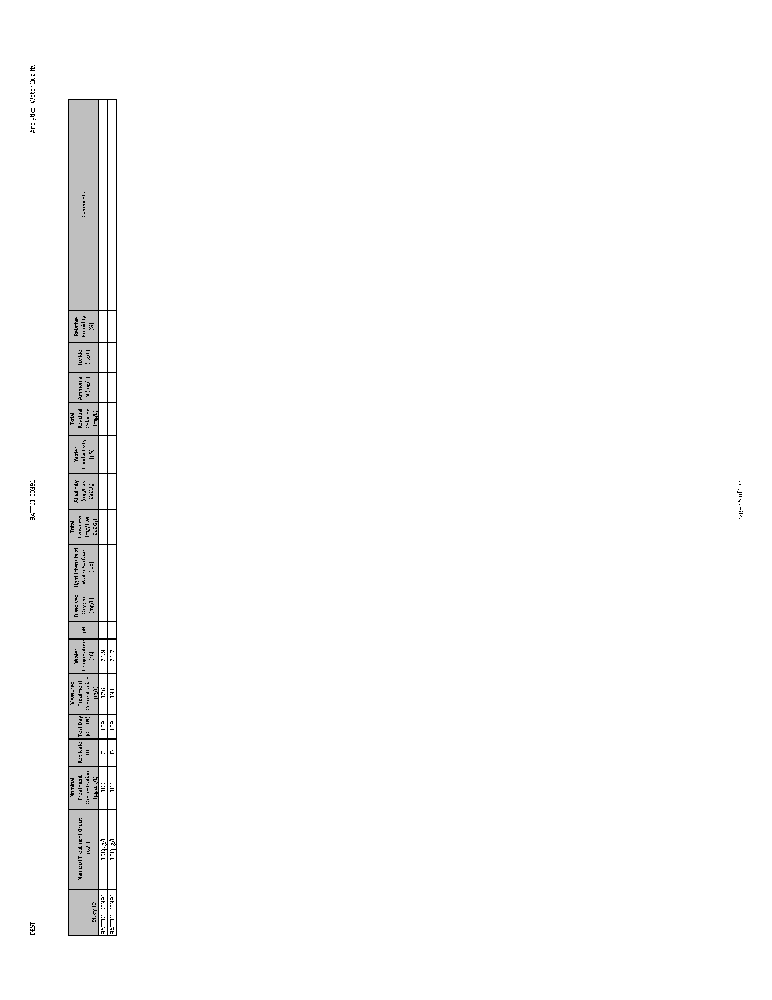 DEST BATT01-00391 Analytical Water Quality
Study ID
Name of Treatment Group
(µg/L)
Nominal
Treatment
Concentration
(µg a.i./L)
Replicate
ID
Test Day
(0 - 109)
Measured
Treatment
Concentration
(µg/L)
Water
Temperature
(°C)
pH
Dissolved
Oxygen
(mg/L)
Light Intensity at
Water Surface
(lux)
Total
Hardness
(mg/L as
CaCO₃)
Alkalinity
(mg/L as
CaCO₃)
Water
Conductivity
(µS)
Total
Residual
Chlorine
(mg/L)
Ammonia-
N (mg/L)
Iodide
(µg/L)
Relative
Humidity
(%)
Comments
BATT01-00391 100µg/L 100 C 109 126 21.8
BATT01-00391 100µg/L 100 D 109 131 21.7
Page 45 of 174